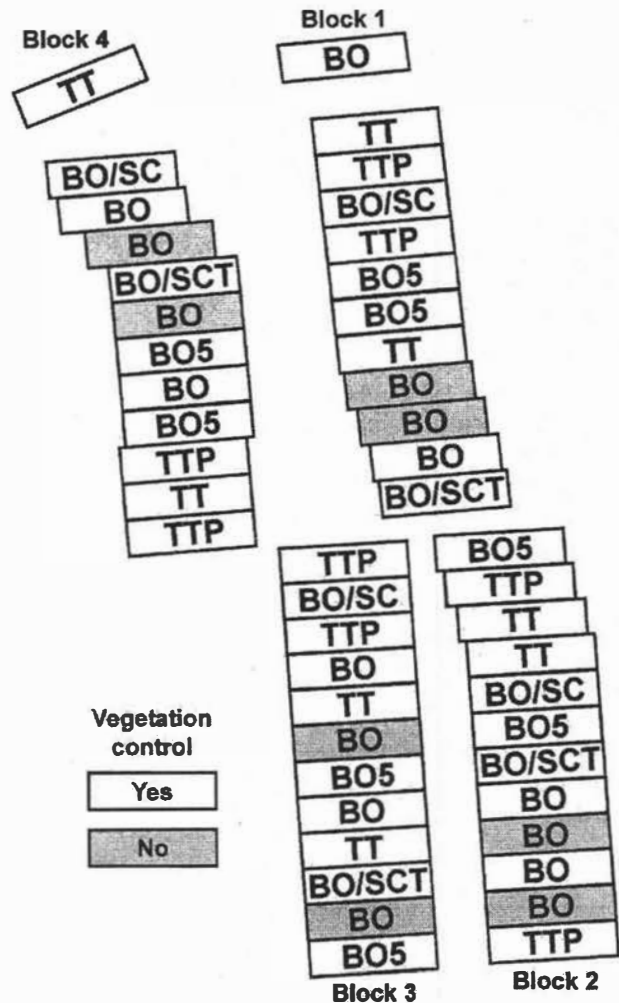 Block 4
TT
BO/SC
BO
BO
BO/SCT
BO
BO5
BO
BO5
TTP
TT
TTP
Block 1
BO
TT
TTP
BO/SC
TTP
BO5
BO5
TT
BO
BO
BO
BO/SCT
TTP
BO/SC
TTP
BO
TT
BO
BO5
BO
TT
BO/SCT
BO
BO5
Block 3
BO5
TTP
TT
TT
BO/SC
BO5
BO/SCT
BO
BO
BO
BO
TTP
Block 2
Vegetation
control
Yes
No